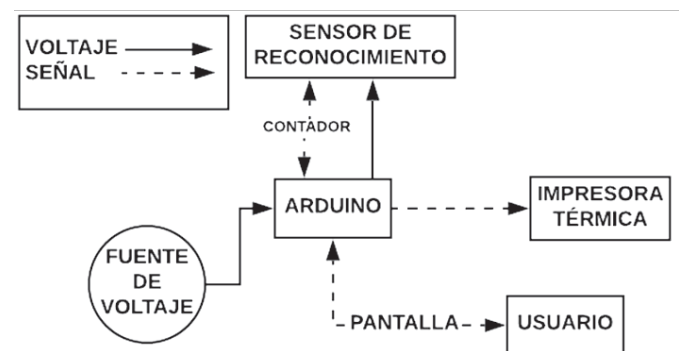 VOLTAJE
SEÑAL
SENSOR DE
RECONOCIMIENTO
CONTADOR
ARDUINO
IMPRESORA
TÉRMICA
FUENTE
DE
VOLTAJE
PANTALLA
USUARIO